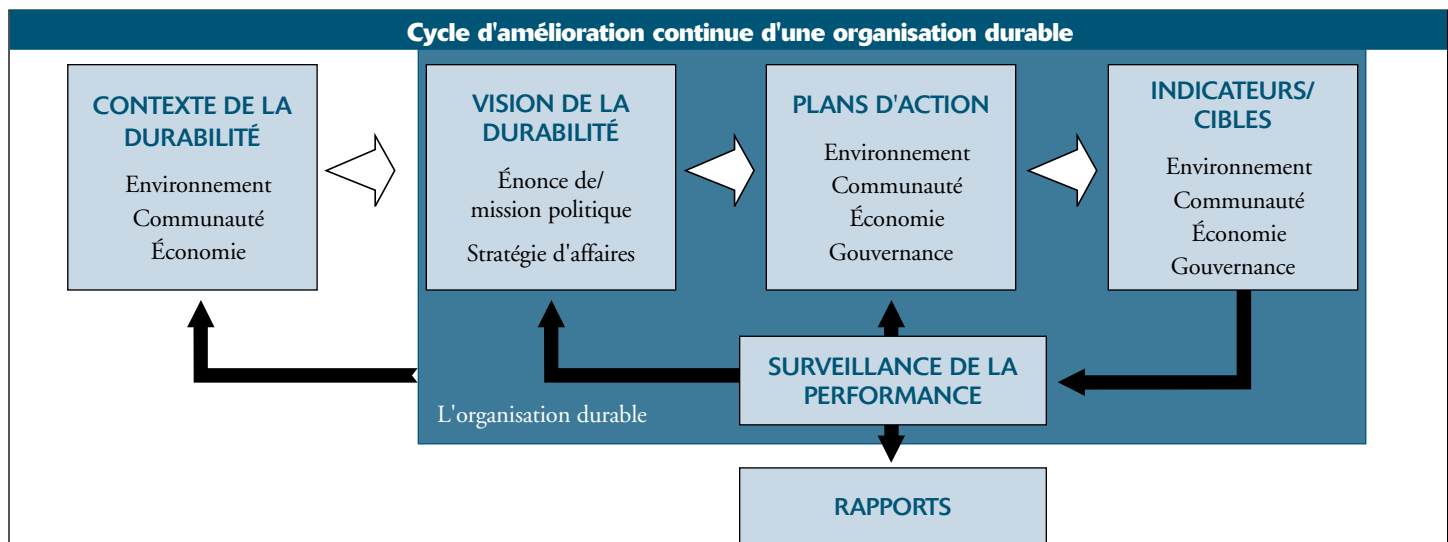 Cycle d'amélioration continue d'une organisation durable
CONTEXTE DE LA
DURABILITÉ
Environnement
Communauté
Économie
VISION DE LA
DURABILITÉ
Énonce de/
mission politique
Stratégie d'affaires
PLANS D'ACTION
Environnement
Communauté
Économie
Gouvernance
INDICATEURS/
CIBLES
Environnement
Communauté
Économie
Gouvernance
SURVEILLANCE DE LA
PERFORMANCE
L'organisation durable
RAPPORTS